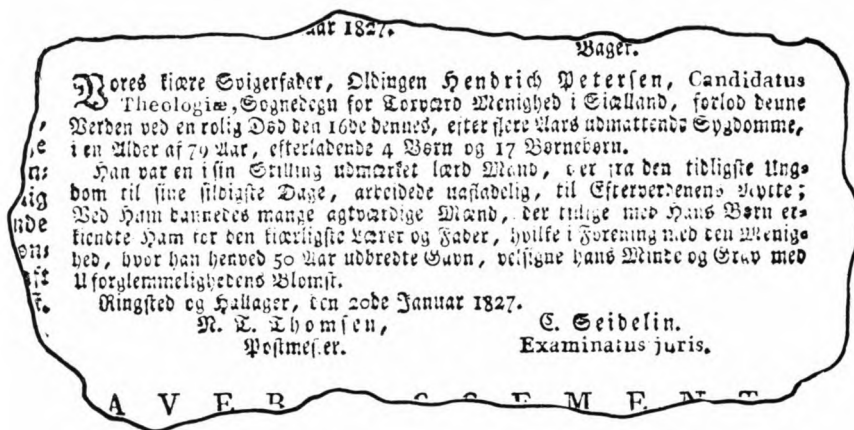 uar 1827.
Bager.
Vores kiære Svigerfader, Oldingen Hendrich Petersen, Candidatus
Theologiæ, Sognedegn for Torværd Menighed i Siælland, forlod denne
Verden ved en rolig Død den 16de dennes, efter flere Aars udmattende Sygdomme,
i en Alder af 79 Aar, efterladende 4 Børn og 17 Børnebørn.
Han var en i sin Stilling udmærket lærd Mand, der fra den tidligste Ung-
dom til sine sildigste Dage, arbeidede uafladelig, til Efterverdenens Nytte;
Ved Ham dannedes mange agtværdige Mænd, der tillige med Hans Børn er-
kiendte Ham for den kiærligste Lærer og Fader, hvilke i Forening med den Menig-
hed, hvor han henved 50 Aar udbredte Gavn, velsigne hans Minde og Grav med
Uforglemmelighedens Blomst.
Ringsted og Hallager, den 20de Januar 1827.
N. T. Thomsen, C. Seidelin.
Postmester. Examinatus juris.